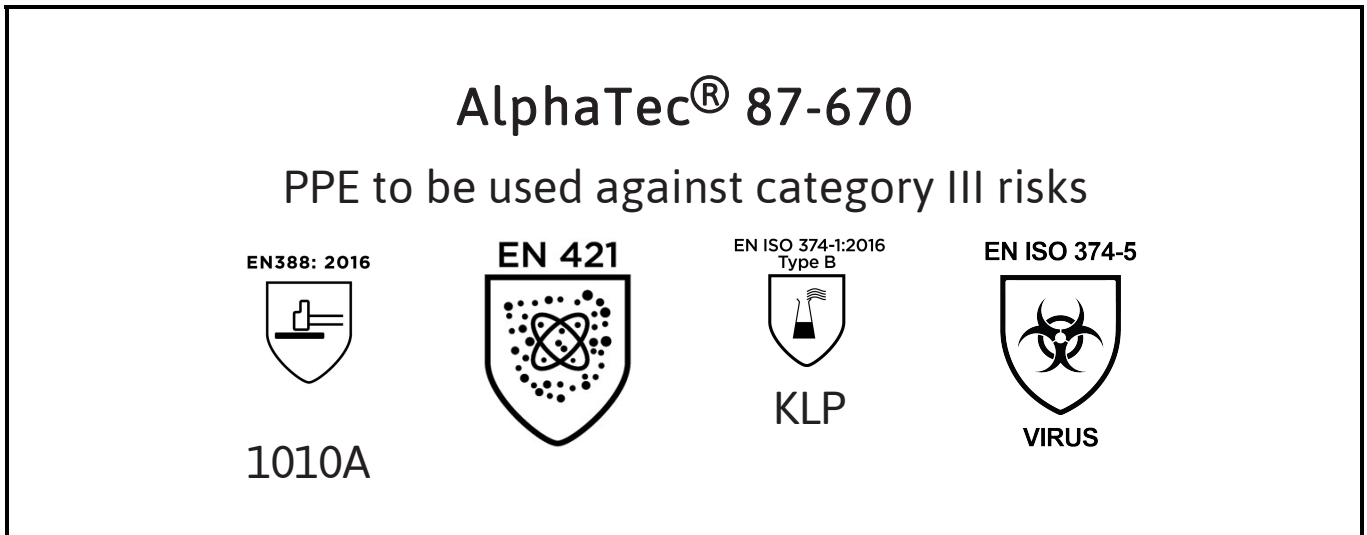 AlphaTec® 87-670
PPE to be used against category III risks
EN388: 2016
1010A
EN 421
EN ISO 374-1:2016
Type B
KLP
EN ISO 374-5
VIRUS